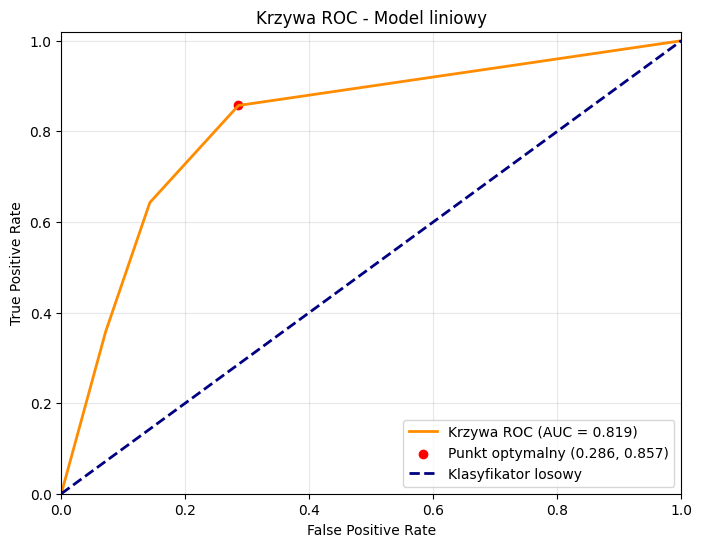 Krzywa ROC - Model liniowy
True Positive Rate
1.0
0.8
0.6
0.4
0.2
0.0
0.0 0.2 0.4 0.6 0.8 1.0
False Positive Rate
Krzywa ROC (AUC = 0.819)
Punkt optymalny (0.286, 0.857)
Klasyfikator losowy